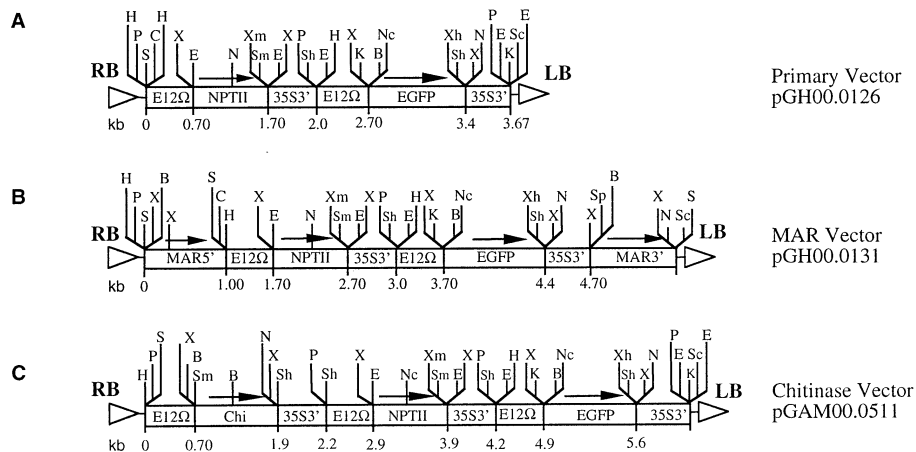 A
H H
P C X Xm X P H X Nc Xh N P E
S E N Sm E Sh E K B Sh X E Sc
K
RB LB
E12Ω NPTII 35S3' E12Ω EGFP 35S3'
kb 0 0.70 1.70 2.0 2.70 3.4 3.67
Primary Vector
pGH00.0126
B
H B S B
P X C X Xm X P H X Nc Xh N Sp X S
S X H E N Sm E Sh E K B Sh X X N Sc
RB LB
MAR5' E12Ω NPTII 35S3' E12Ω EGFP 35S3' MAR3'
kb 0 1.00 1.70 2.70 3.0 3.70 4.4 4.70
MAR Vector
pGH00.0131
C
S X N P E
P B X P X Xm X P H X Nc Xh N E Sc
H Sm B Sh Sh E Nc Sm E Sh E K B Sh X K
RB LB
E12Ω Chi 35S3' E12Ω NPTII 35S3' E12Ω EGFP 35S3'
kb 0 0.70 1.9 2.2 2.9 3.9 4.2 4.9 5.6
Chitinase Vector
pGAM00.0511